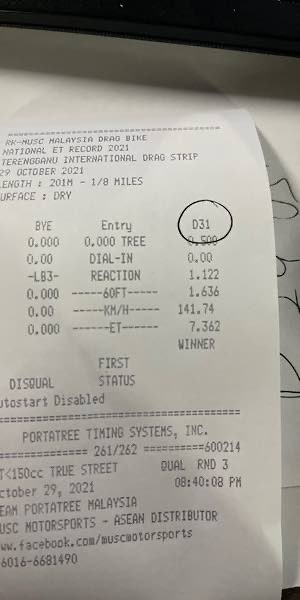 RK-MUSC MALAYSIA DRAG BIKE
NATIONAL ET RECORD 2021
TERENGGANU INTERNATIONAL DRAG STRIP
29 OCTOBER 2021
LENGTH : 201M - 1/8 MILES
SURFACE : DRY
BYE Entry D31
0.000 0.000 TREE 0.500
0.00 DIAL-IN 0.00
-LB3- REACTION 1.122
0.000 -----60FT------ 1.636
0.00 -----KM/H------ 141.74
0.000 ------ET------- 7.362
WINNER
FIRST
DISQUAL STATUS
utostart Disabled
PORTATREE TIMING SYSTEMS, INC.
============= 261/262 ==========600214
T<150cc TRUE STREET QUAL RND 3
ctober 29, 2021 08:40:08 PM
EAM PORTATREE MALAYSIA
USC MOTORSPORTS - ASEAN DISTRIBUTOR
ww.facebook.com/muscmotorsports
6016-6681490